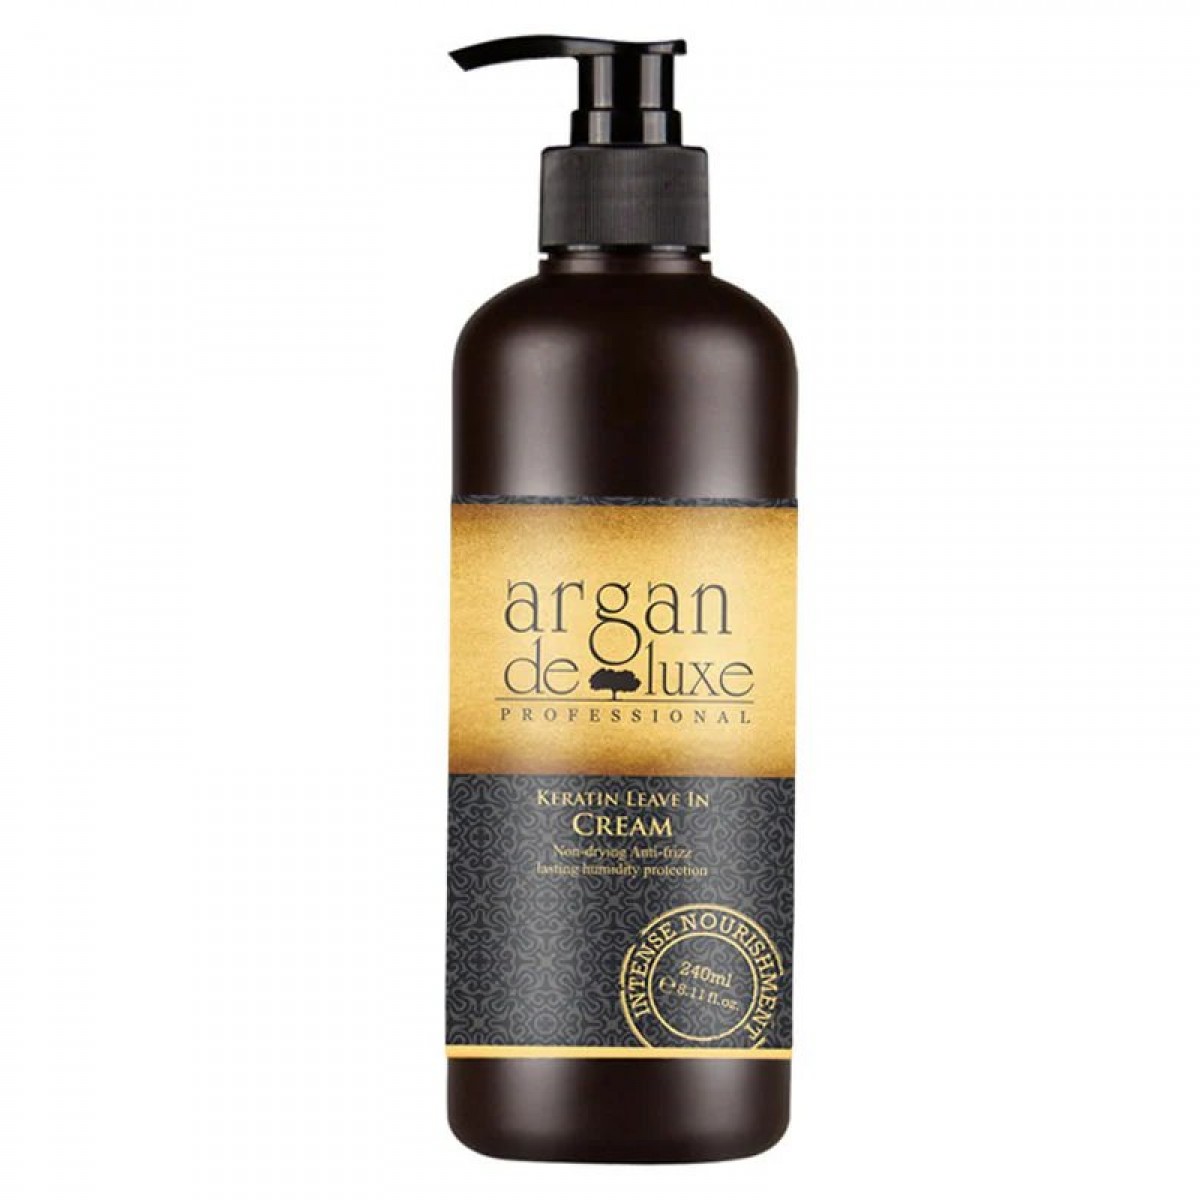 argan
de luxe
PROFESSIONAL
KERATIN LEAVE IN
CREAM
Non-drying Anti-frizz
lasting humidity protection
INTENSE NOURISHMENT
240ml
℮ 8.11 fl.oz.